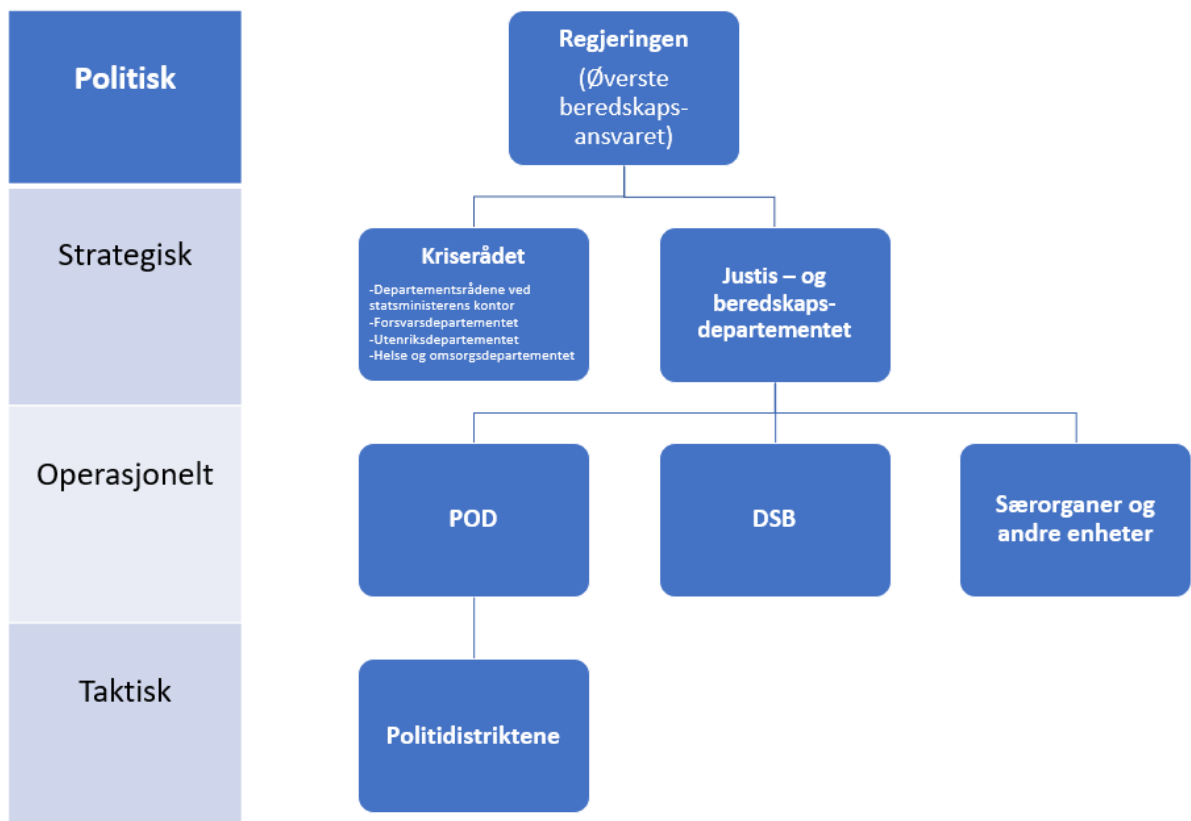 Politisk
Regjeringen
(Øverste
beredskaps-
ansvaret)
Strategisk
Kriserådet
-Departementsrådene ved
statsministerens kontor
-Forsvarsdepartementet
-Utenriksdepartementet
-Helse og omsorgsdepartementet
Justis – og
beredskaps-
departementet
Operasjonelt
POD
DSB
Særorganer og
andre enheter
Taktisk
Politidistriktene